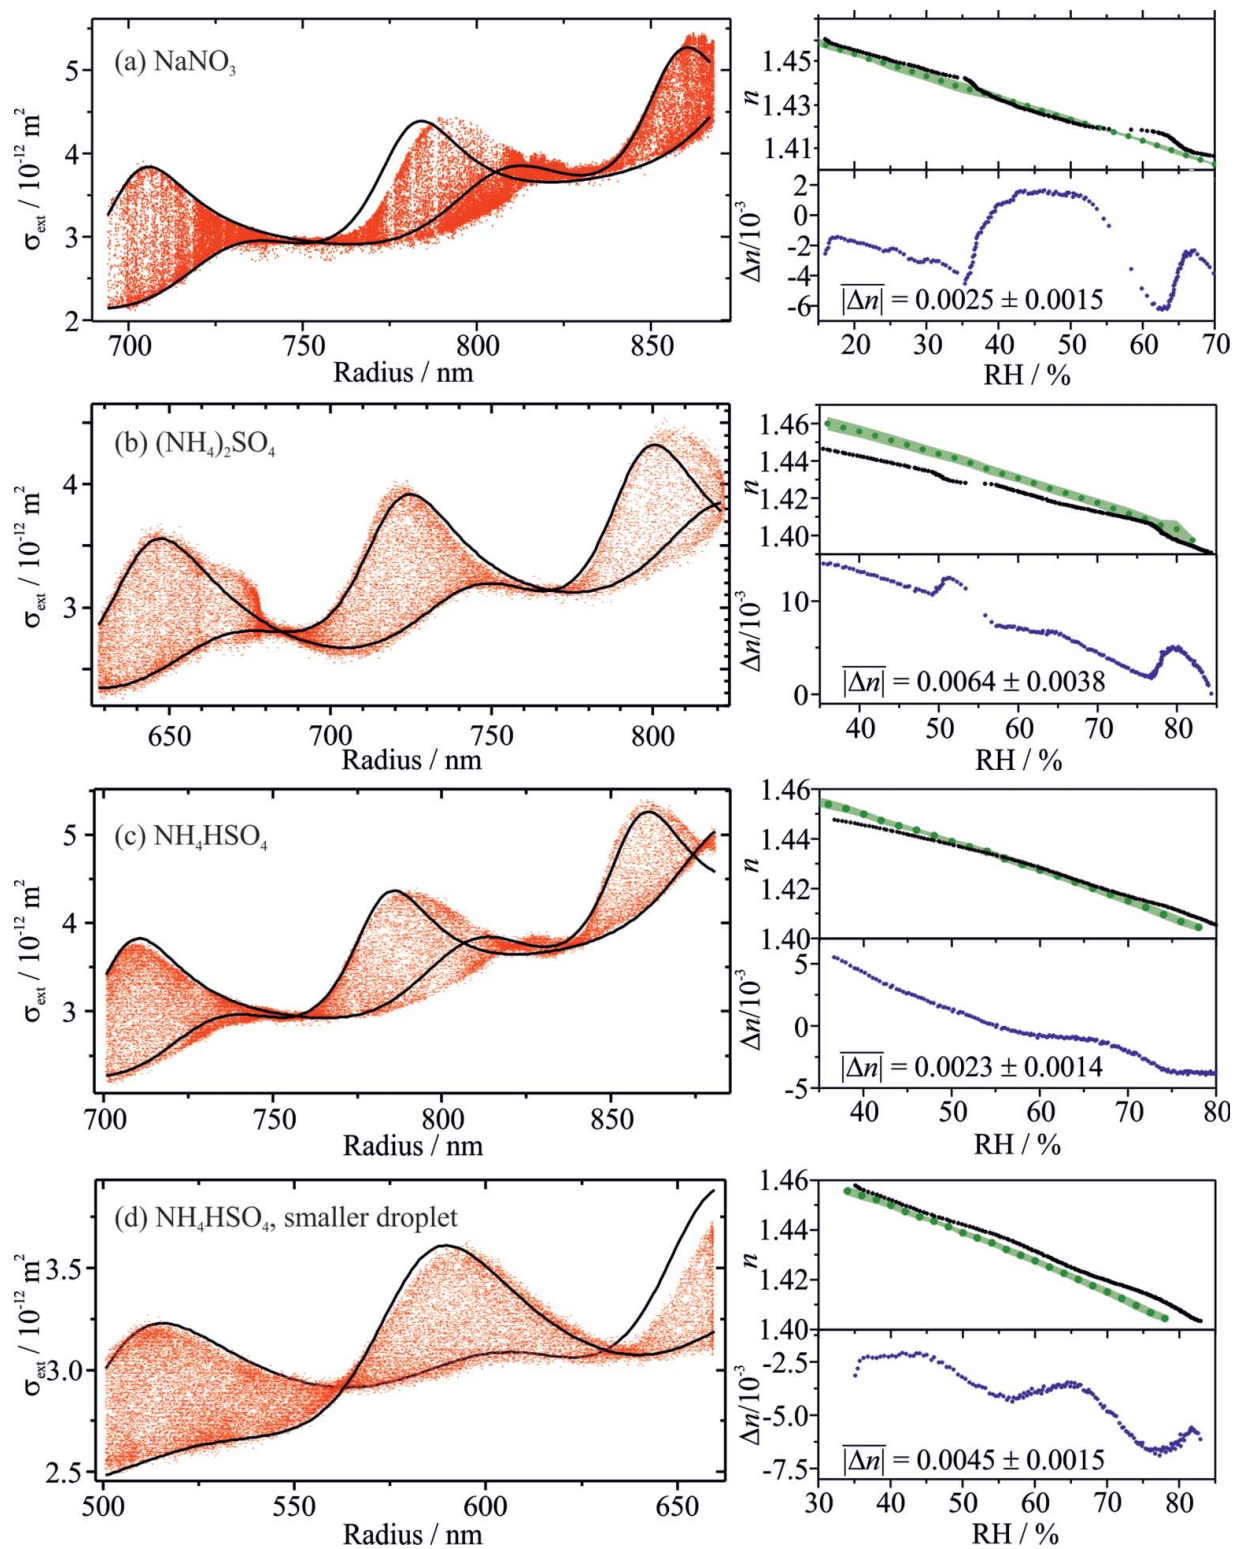 (a) NaNO₃
σ_ext / 10⁻¹² m²
5
4
3
2
700
750
800
850
Radius / nm
n
1.45
1.43
1.41
Δn/10⁻³
2
0
-2
-4
-6
|Δn| = 0.0025 ± 0.0015
20
30
40
50
60
70
RH / %
(b) (NH₄)₂SO₄
σ_ext / 10⁻¹² m²
4
3
650
700
750
800
Radius / nm
n
1.46
1.44
1.42
1.40
Δn/10⁻³
10
0
|Δn| = 0.0064 ± 0.0038
40
50
60
70
80
RH / %
(c) NH₄HSO₄
σ_ext / 10⁻¹² m²
5
4
3
700
750
800
850
Radius / nm
n
1.46
1.44
1.42
1.40
Δn/10⁻³
5
0
-5
|Δn| = 0.0023 ± 0.0014
40
50
60
70
80
RH / %
(d) NH₄HSO₄, smaller droplet
σ_ext / 10⁻¹² m²
3.5
3.0
2.5
500
550
600
650
Radius / nm
n
1.46
1.44
1.42
1.40
Δn/10⁻³
-2.5
-5.0
-7.5
|Δn| = 0.0045 ± 0.0015
30
40
50
60
70
80
RH / %